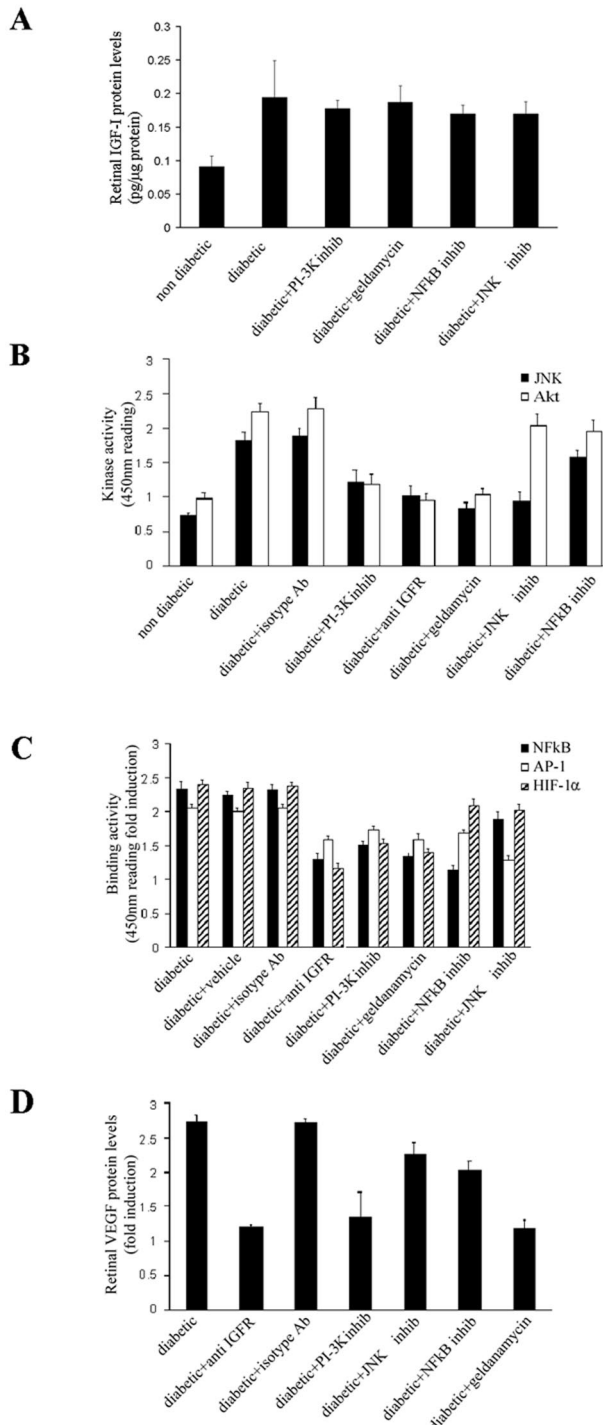 A
Retinal IGF-I protein levels
(pg/µg protein)
0.3
0.25
0.2
0.15
0.1
0.05
0
non diabetic
diabetic
diabetic+PI-3K inhib
diabetic+geldamycin
diabetic+NFkB inhib
diabetic+JNK inhib
B
Kinase activity
(450nm reading)
3
2.5
2
1.5
1
0.5
0
JNK
Akt
non diabetic
diabetic
diabetic+isotype Ab
diabetic+PI-3K inhib
diabetic+anti IGFR
diabetic+geldamycin
diabetic+JNK inhib
diabetic+NFkB inhib
C
Binding activity
(450nm reading fold induction)
3
2.5
2
1.5
1
0.5
0
NFkB
AP-1
HIF-1α
diabetic
diabetic+vehicle
diabetic+isotype Ab
diabetic+anti IGFR
diabetic+PI-3K inhib
diabetic+geldanamycin
diabetic+NFkB inhib
diabetic+JNK inhib
D
Retinal VEGF protein levels
(fold induction)
3
2.5
2
1.5
1
0.5
0
diabetic
diabetic+anti IGFR
diabetic+isotype Ab
diabetic+PI-3K inhib
diabetic+JNK inhib
diabetic+NFkB inhib
diabetic+geldanamycin